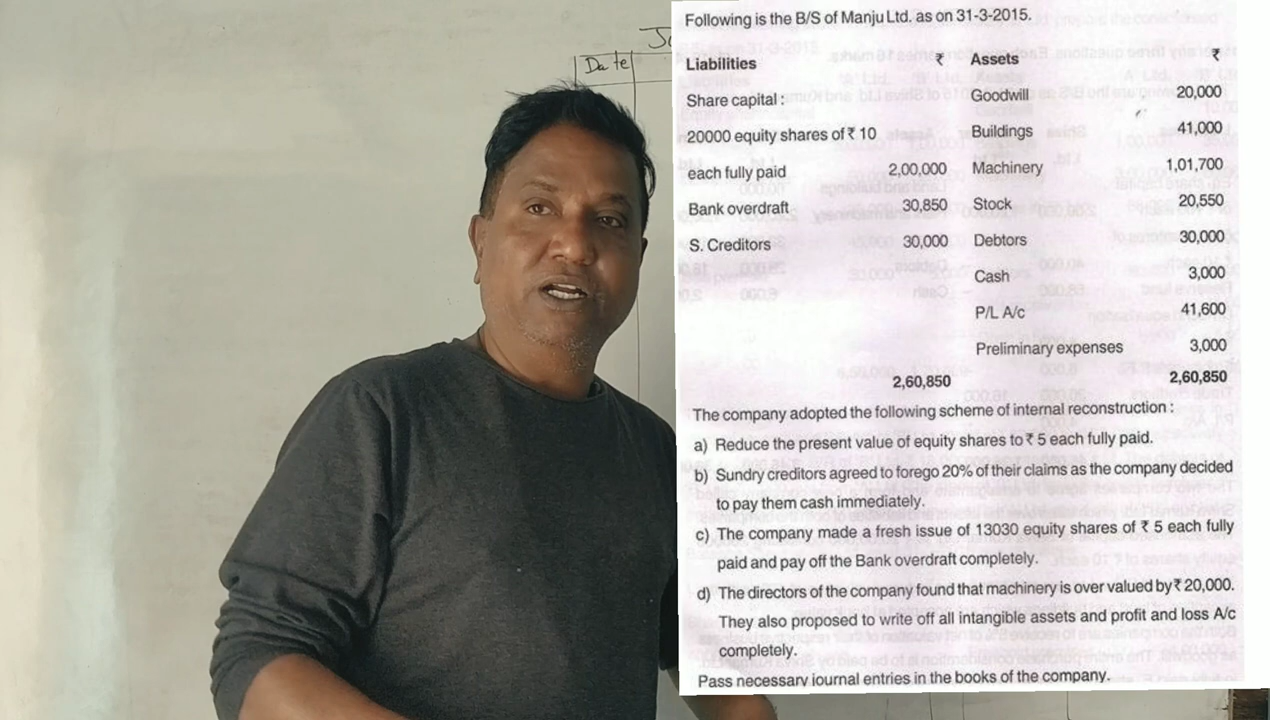 Jo
Date
Following is the B/S of Manju Ltd. as on 31-3-2015.
Liabilities ₹ Assets ₹
Share capital : Goodwill 20,000
20000 equity shares of ₹ 10 Buildings 41,000
each fully paid 2,00,000 Machinery 1,01,700
Bank overdraft 30,850 Stock 20,550
S. Creditors 30,000 Debtors 30,000
Cash 3,000
P/L A/c 41,600
Preliminary expenses 3,000
2,60,850 2,60,850
The company adopted the following scheme of internal reconstruction :
a) Reduce the present value of equity shares to ₹ 5 each fully paid.
b) Sundry creditors agreed to forego 20% of their claims as the company decided
to pay them cash immediately.
c) The company made a fresh issue of 13030 equity shares of ₹ 5 each fully
paid and pay off the Bank overdraft completely.
d) The directors of the company found that machinery is over valued by ₹ 20,000.
They also proposed to write off all intangible assets and profit and loss A/c
completely.
Pass necessary journal entries in the books of the company.